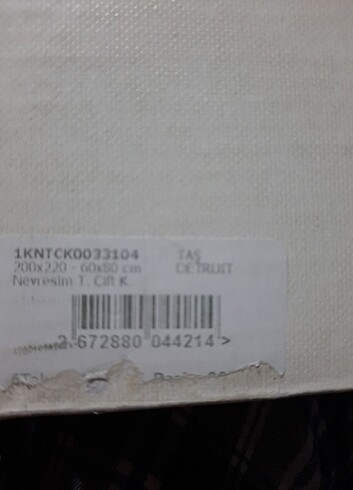 1KNTCK0033104 TAŞ
200x220 - 60x80 cm DETRUIT
Nevresim T. Çift K.
2 672880 044214 >